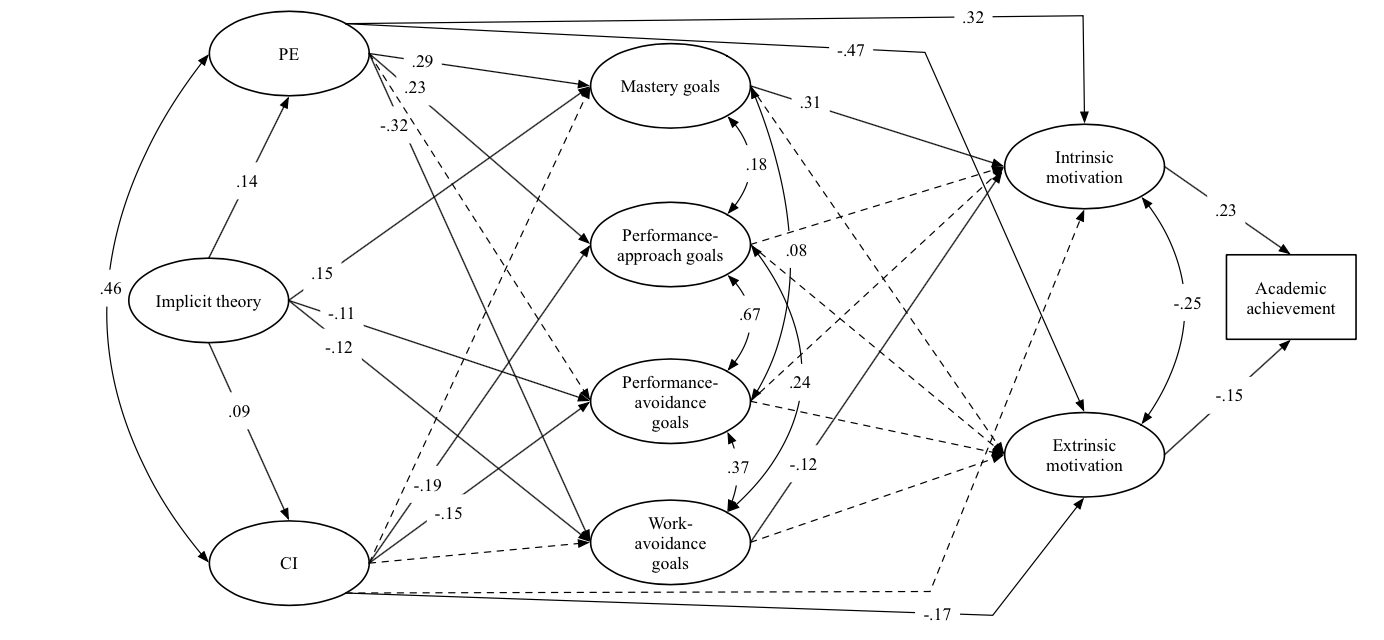 .32
-.47
PE
.29
.23
-.32
Mastery goals
.31
.18
Intrinsic
motivation
.14
.23
Performance-
approach goals
.08
.46
Implicit theory
.15
-.11
-.12
.67
-.25
Academic
achievement
.09
Performance-
avoidance
goals
.24
-.15
-.19
-.15
.37
-.12
Extrinsic
motivation
CI
Work-
avoidance
goals
-.17